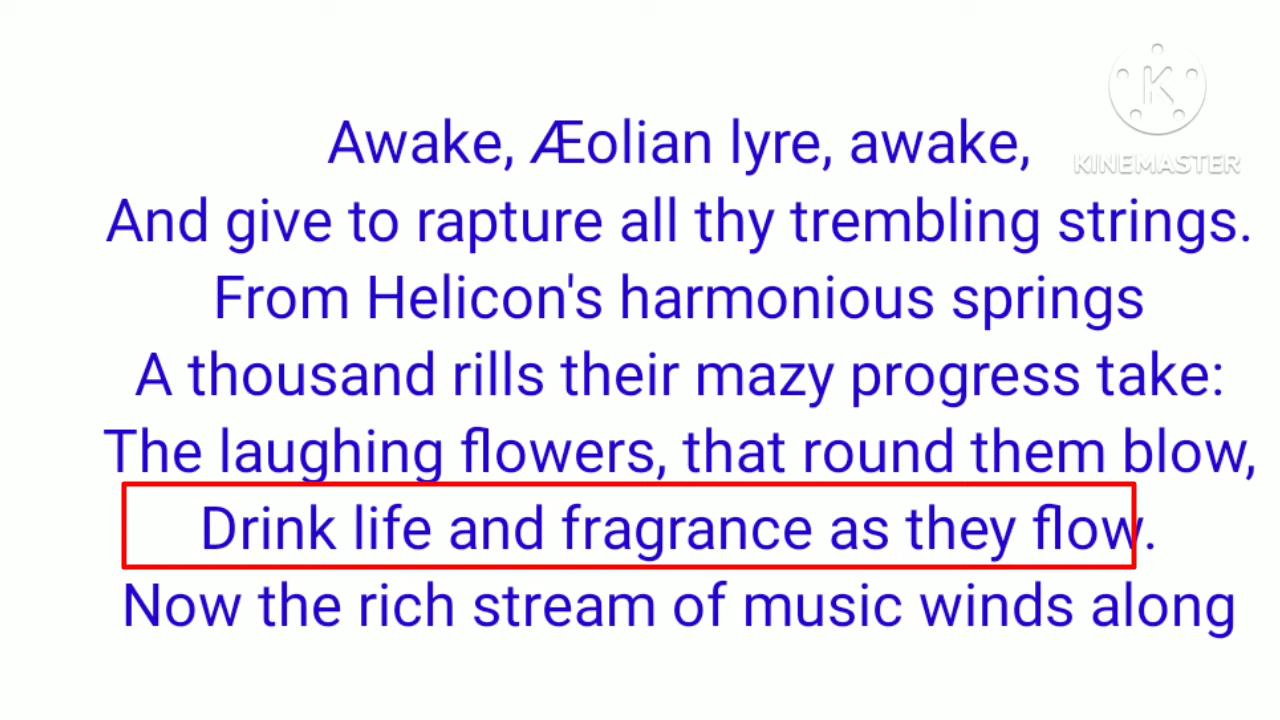 Awake, Æolian lyre, awake,
And give to rapture all thy trembling strings.
From Helicon's harmonious springs
A thousand rills their mazy progress take:
The laughing flowers, that round them blow,
Drink life and fragrance as they flow.
Now the rich stream of music winds along
K
KINEMASTER